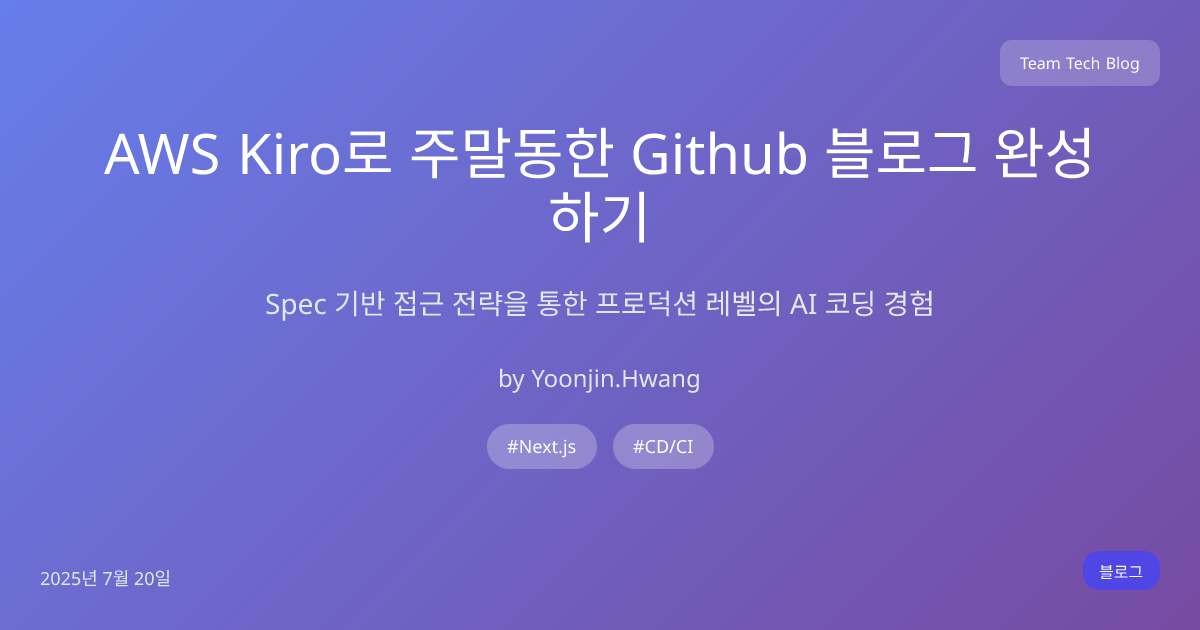 Team Tech Blog
AWS Kiro로 주말동한 Github 블로그 완성
하기
Spec 기반 접근 전략을 통한 프로덕션 레벨의 AI 코딩 경험
by Yoonjin.Hwang
#Next.js #CD/CI
2025년 7월 20일
블로그